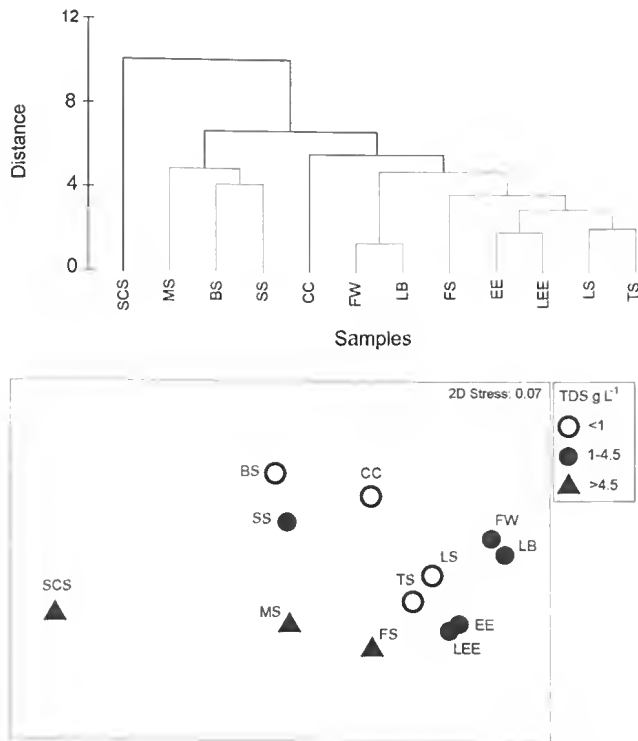 12
8
4
0
Distance
SCS MS BS SS CC FW LB FS EE LEE LS TS
Samples
2D Stress: 0.07
TDS g L⁻¹
<1
1-4.5
>4.5
BS
CC
SS
FW
LB
LS
TS
SCS
MS
FS
EE
LEE